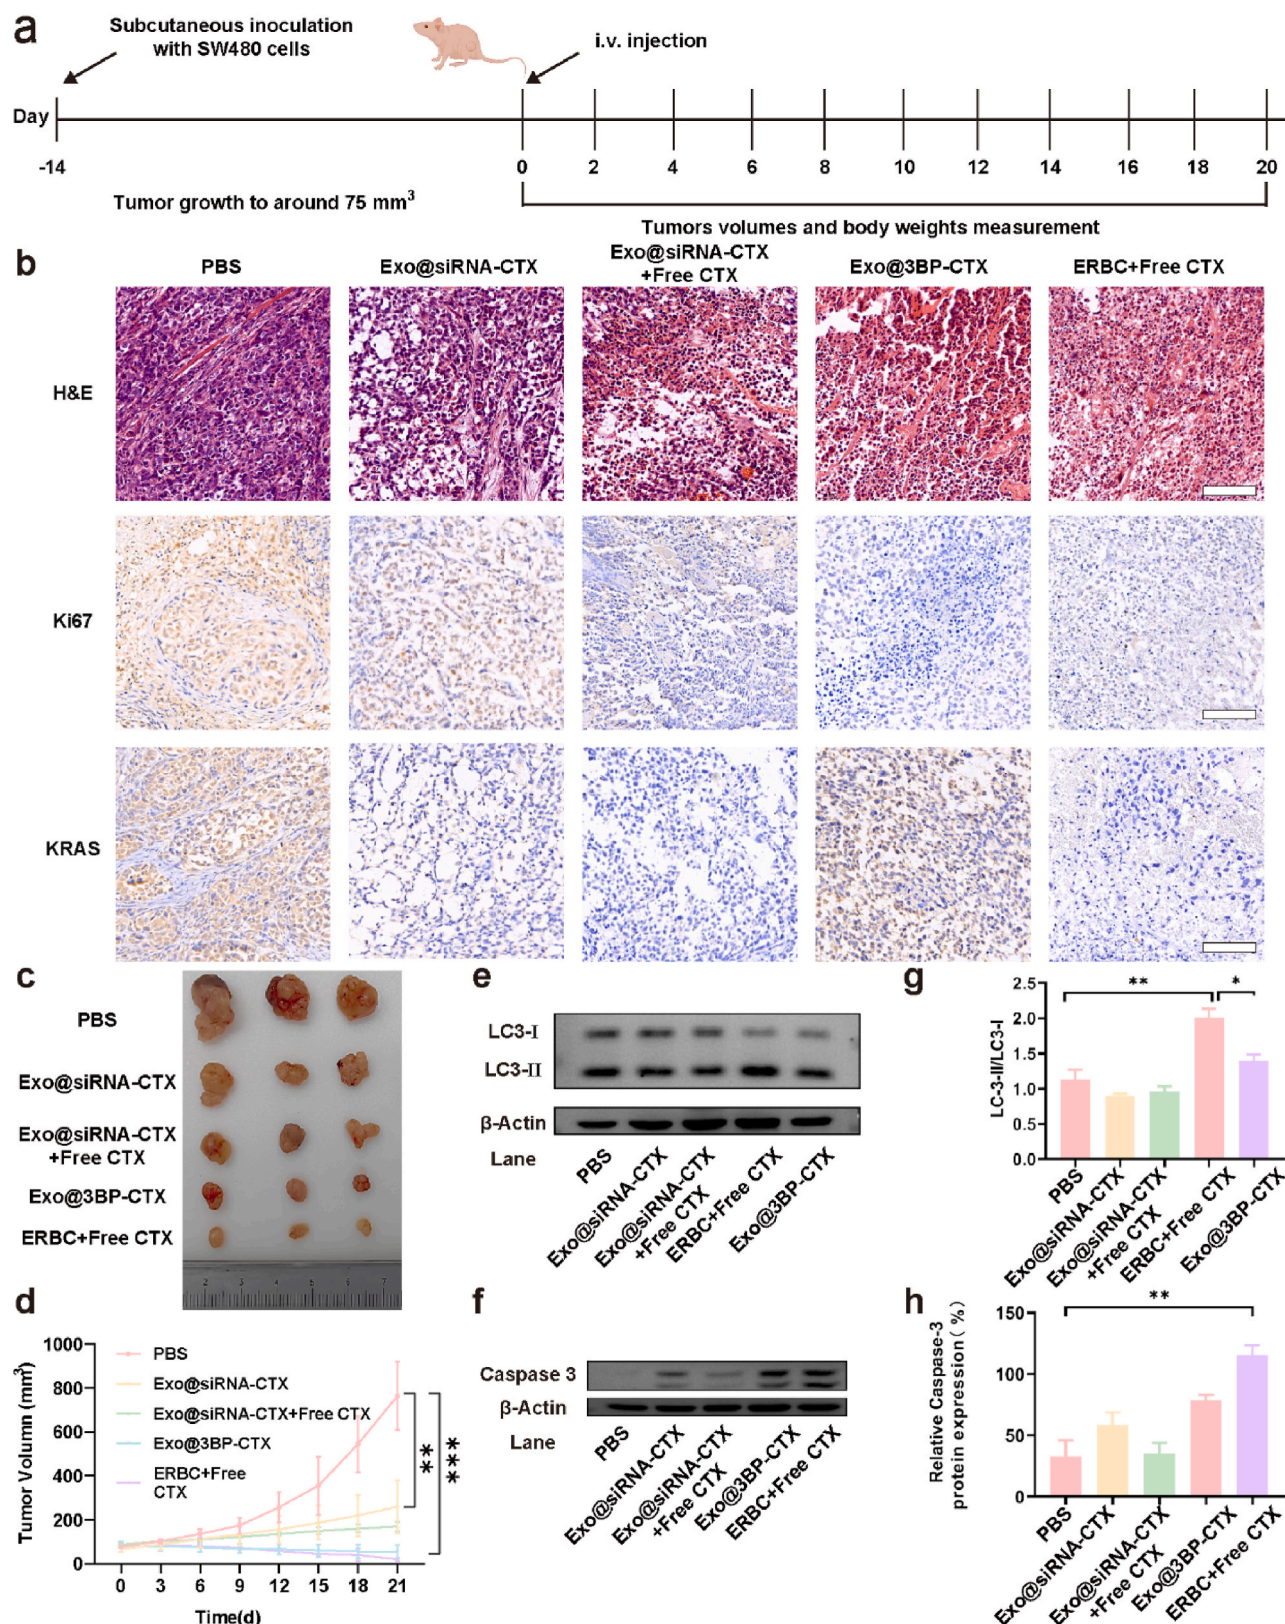 a
Subcutaneous inoculation
with SW480 cells
i.v. injection
Day
-14
0
2
4
6
8
10
12
14
16
18
20
Tumor growth to around 75 mm³
Tumors volumes and body weights measurement
b
PBS
Exo@siRNA-CTX
Exo@siRNA-CTX
+Free CTX
Exo@3BP-CTX
ERBC+Free CTX
H&E
Ki67
KRAS
c
PBS
Exo@siRNA-CTX
Exo@siRNA-CTX
+Free CTX
Exo@3BP-CTX
ERBC+Free CTX
2
3
4
5
6
7
d
1000
800
600
400
200
0
Tumor Volumn (mm³)
PBS
Exo@siRNA-CTX
Exo@siRNA-CTX+Free CTX
Exo@3BP-CTX
ERBC+Free
CTX
**
***
0
3
6
9
12
15
18
21
Time(d)
e
LC3-I
LC3-II
β-Actin
Lane
PBS
Exo@siRNA-CTX
Exo@siRNA-CTX
+Free CTX
ERBC+Free CTX
Exo@3BP-CTX
f
Caspase 3
β-Actin
Lane
PBS
Exo@siRNA-CTX
Exo@siRNA-CTX
+Free CTX
Exo@3BP-CTX
ERBC+Free CTX
g
2.5
2.0
1.5
1.0
0.5
0.0
LC-3-II/LC3-I
**
*
PBS
Exo@siRNA-CTX
Exo@siRNA-CTX
+Free CTX
ERBC+Free CTX
Exo@3BP-CTX
h
150
100
50
0
Relative Caspase-3
protein expression(%)
**
PBS
Exo@siRNA-CTX
Exo@siRNA-CTX
+Free CTX
Exo@3BP-CTX
ERBC+Free CTX